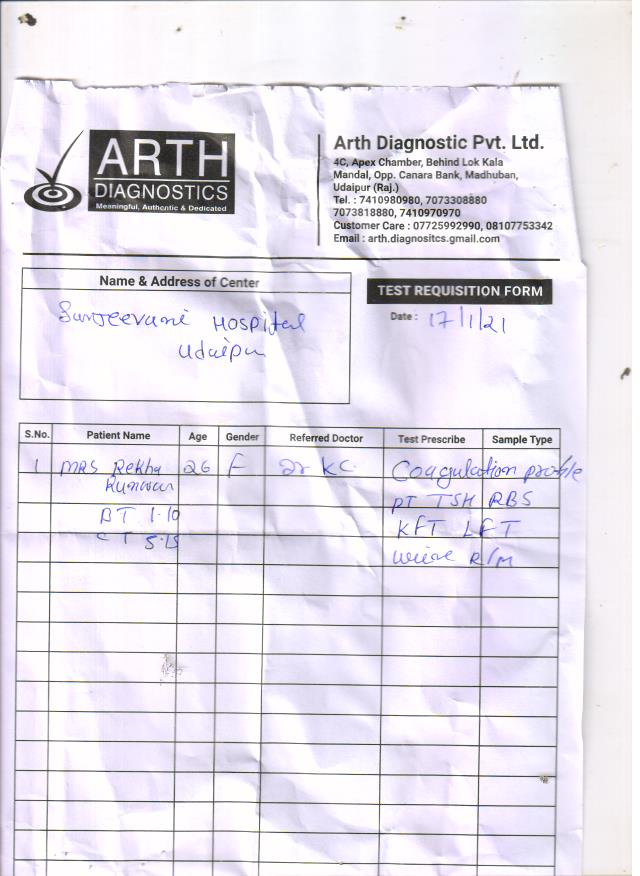 ARTH
DIAGNOSTICS
Meaningful, Authentic & Dedicated
Arth Diagnostic Pvt. Ltd.
4C, Apex Chamber, Behind Lok Kala
Mandal, Opp. Canara Bank, Madhuban,
Udaipur (Raj.)
Tel. : 7410980980, 7073308880
7073818880, 7410970970
Customer Care : 07725992990, 08107753342
Email : arth.diagnositcs.gmail.com
Name & Address of Center
Sanjeevani Hospital
Udaipur
TEST REQUISITION FORM
Date : 17/1/21
S.No. Patient Name Age Gender Referred Doctor Test Prescribe Sample Type
1 MRS Rekha 26 F Dr KC Coagulation profile
Kunwar PT TSH RBS
BT 1-10 KFT LFT
CT 5-15 Urine R/M